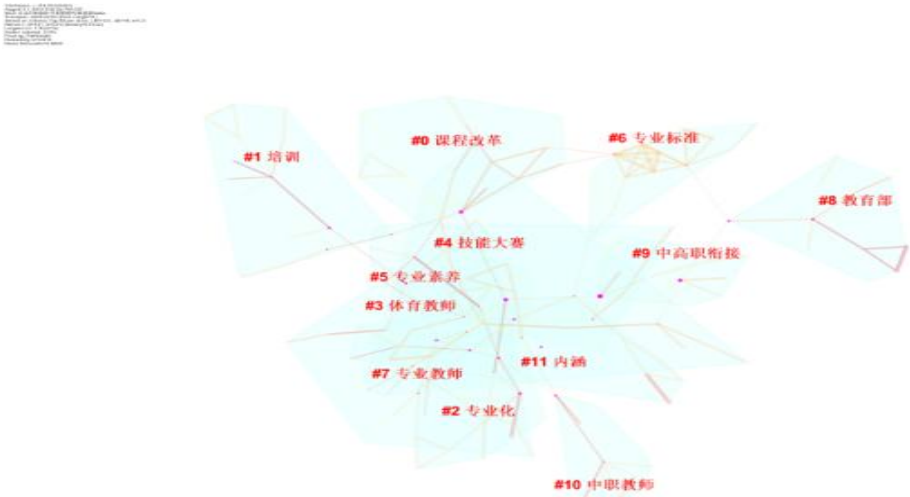 #0 课程改革
#6 专业标准
#1 培训
#8 教育部
#4 技能大赛
#9 中高职衔接
#5 专业素养
#3 体育教师
#11 内涵
#7 专业教师
#2 专业化
#10 中职教师